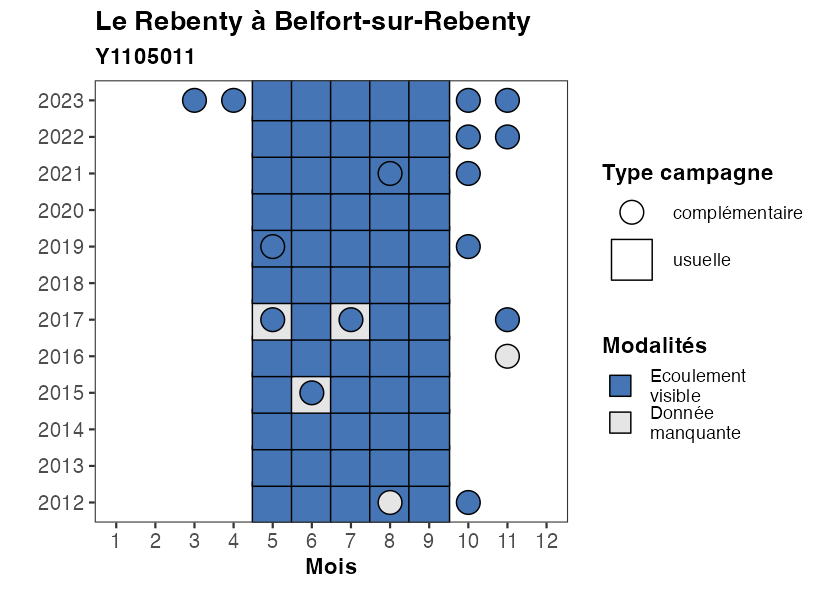 Le Rebenty à Belfort-sur-Rebenty
Y1105011
2023
2022
2021
2020
2019
2018
2017
2016
2015
2014
2013
2012
1 2 3 4 5 6 7 8 9 10 11 12
Mois
Type campagne
complémentaire
usuelle
Modalités
Ecoulement
visible
Donnée
manquante